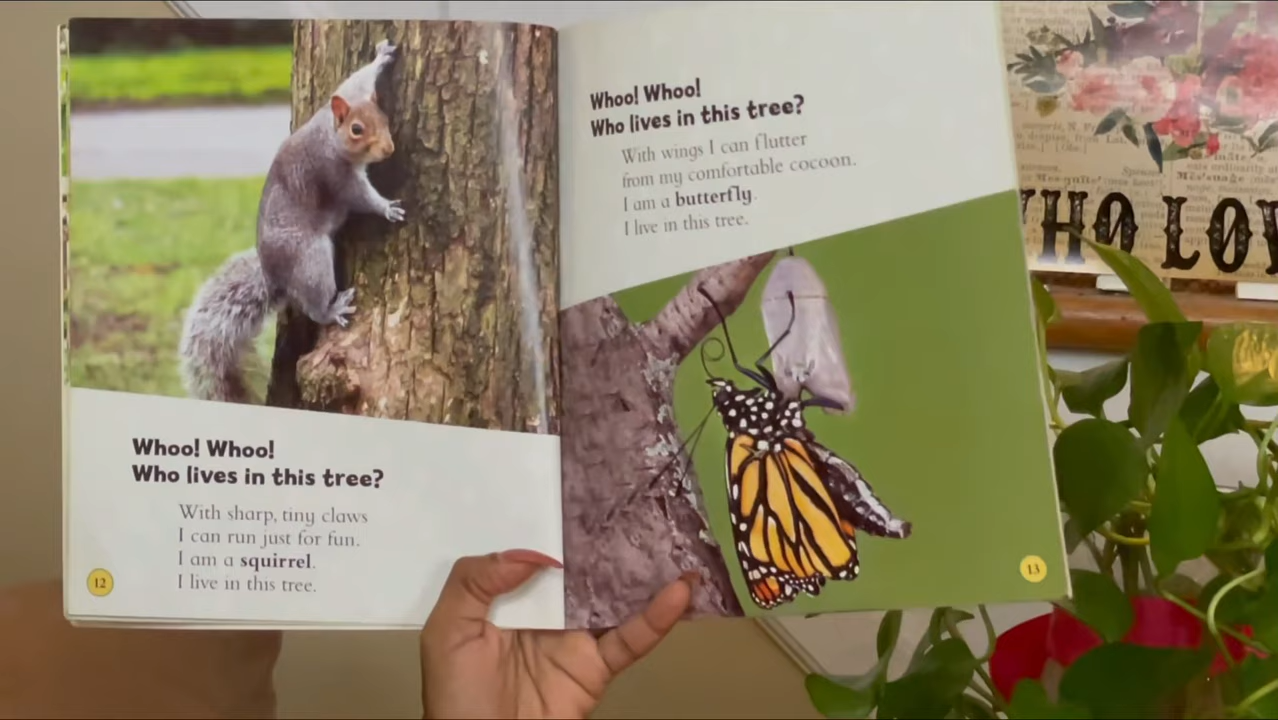 Whoo! Whoo!
Who lives in this tree?
With sharp, tiny claws
I can run just for fun.
I am a squirrel.
I live in this tree.
12
Whoo! Whoo!
Who lives in this tree?
With wings I can flutter
from my comfortable cocoon.
I am a butterfly.
I live in this tree.
13
WHO LOV